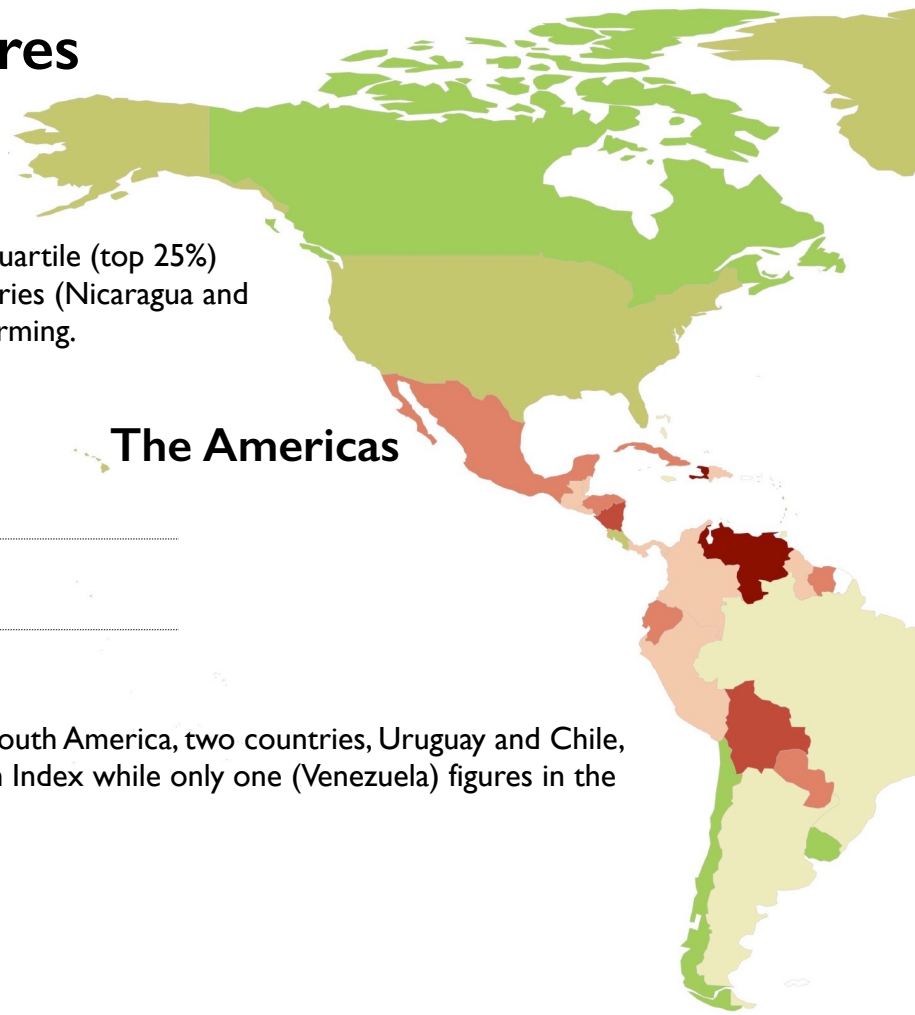 res
uartile (top 25%)
ries (Nicaragua and
rming.
The Americas
outh America, two countries, Uruguay and Chile,
n Index while only one (Venezuela) figures in the